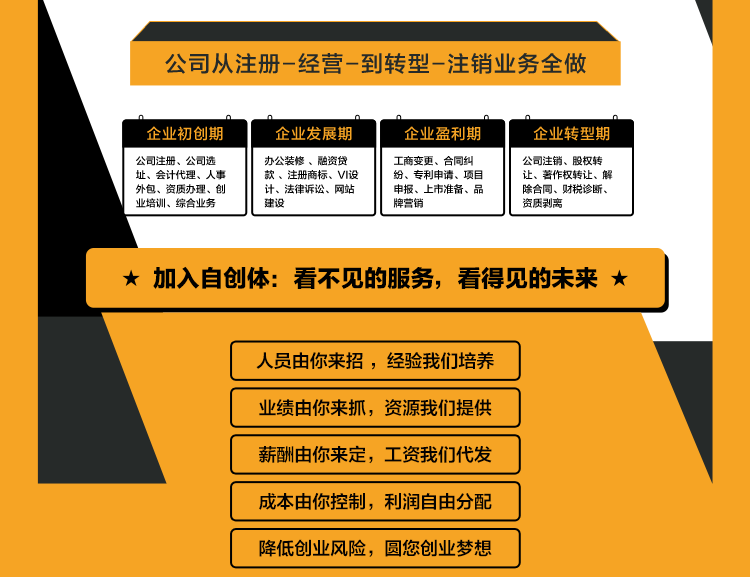 公司从注册-经营-到转型-注销业务全做
企业初创期
公司注册、公司选
址、会计代理、人事
外包、资质办理、创
业培训、综合业务
企业发展期
办公装修 、融资贷
款 、注册商标、VI设
计、法律诉讼、网站
建设
企业盈利期
工商变更、合同纠
纷、专利申请、项目
申报、上市准备、品
牌营销
企业转型期
公司注销、股权转
让、著作权转让、解
除合同、财税诊断、
资质剥离
★ 加入自创体：看不见的服务，看得见的未来 ★
人员由你来招 ，经验我们培养
业绩由你来抓，资源我们提供
薪酬由你来定，工资我们代发
成本由你控制，利润自由分配
降低创业风险，圆您创业梦想